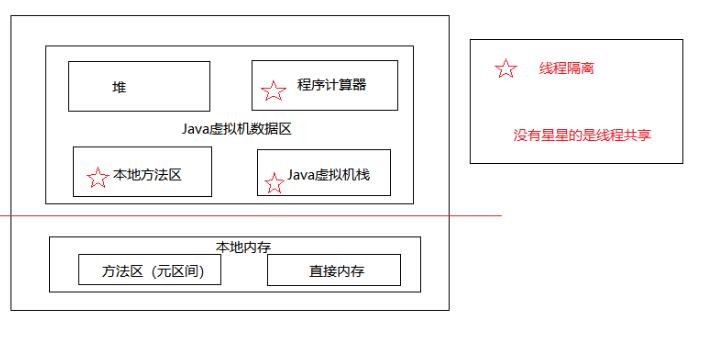 堆
程序计算器
Java虚拟机数据区
本地方法区
Java虚拟机栈
本地内存
方法区（元区间）
直接内存
线程隔离
没有星星的是线程共享